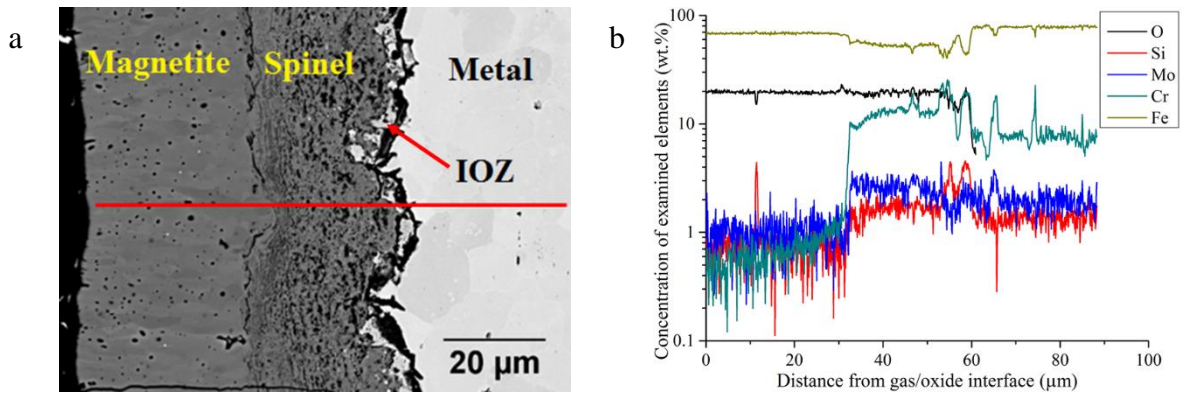 a
Magnetite
Spinel
Metal
IOZ
20 µm
b
Concentration of examined elements (wt.%)
100
10
1
0.1
0 20 40 60 80 100
Distance from gas/oxide interface (µm)
O
Si
Mo
Cr
Fe